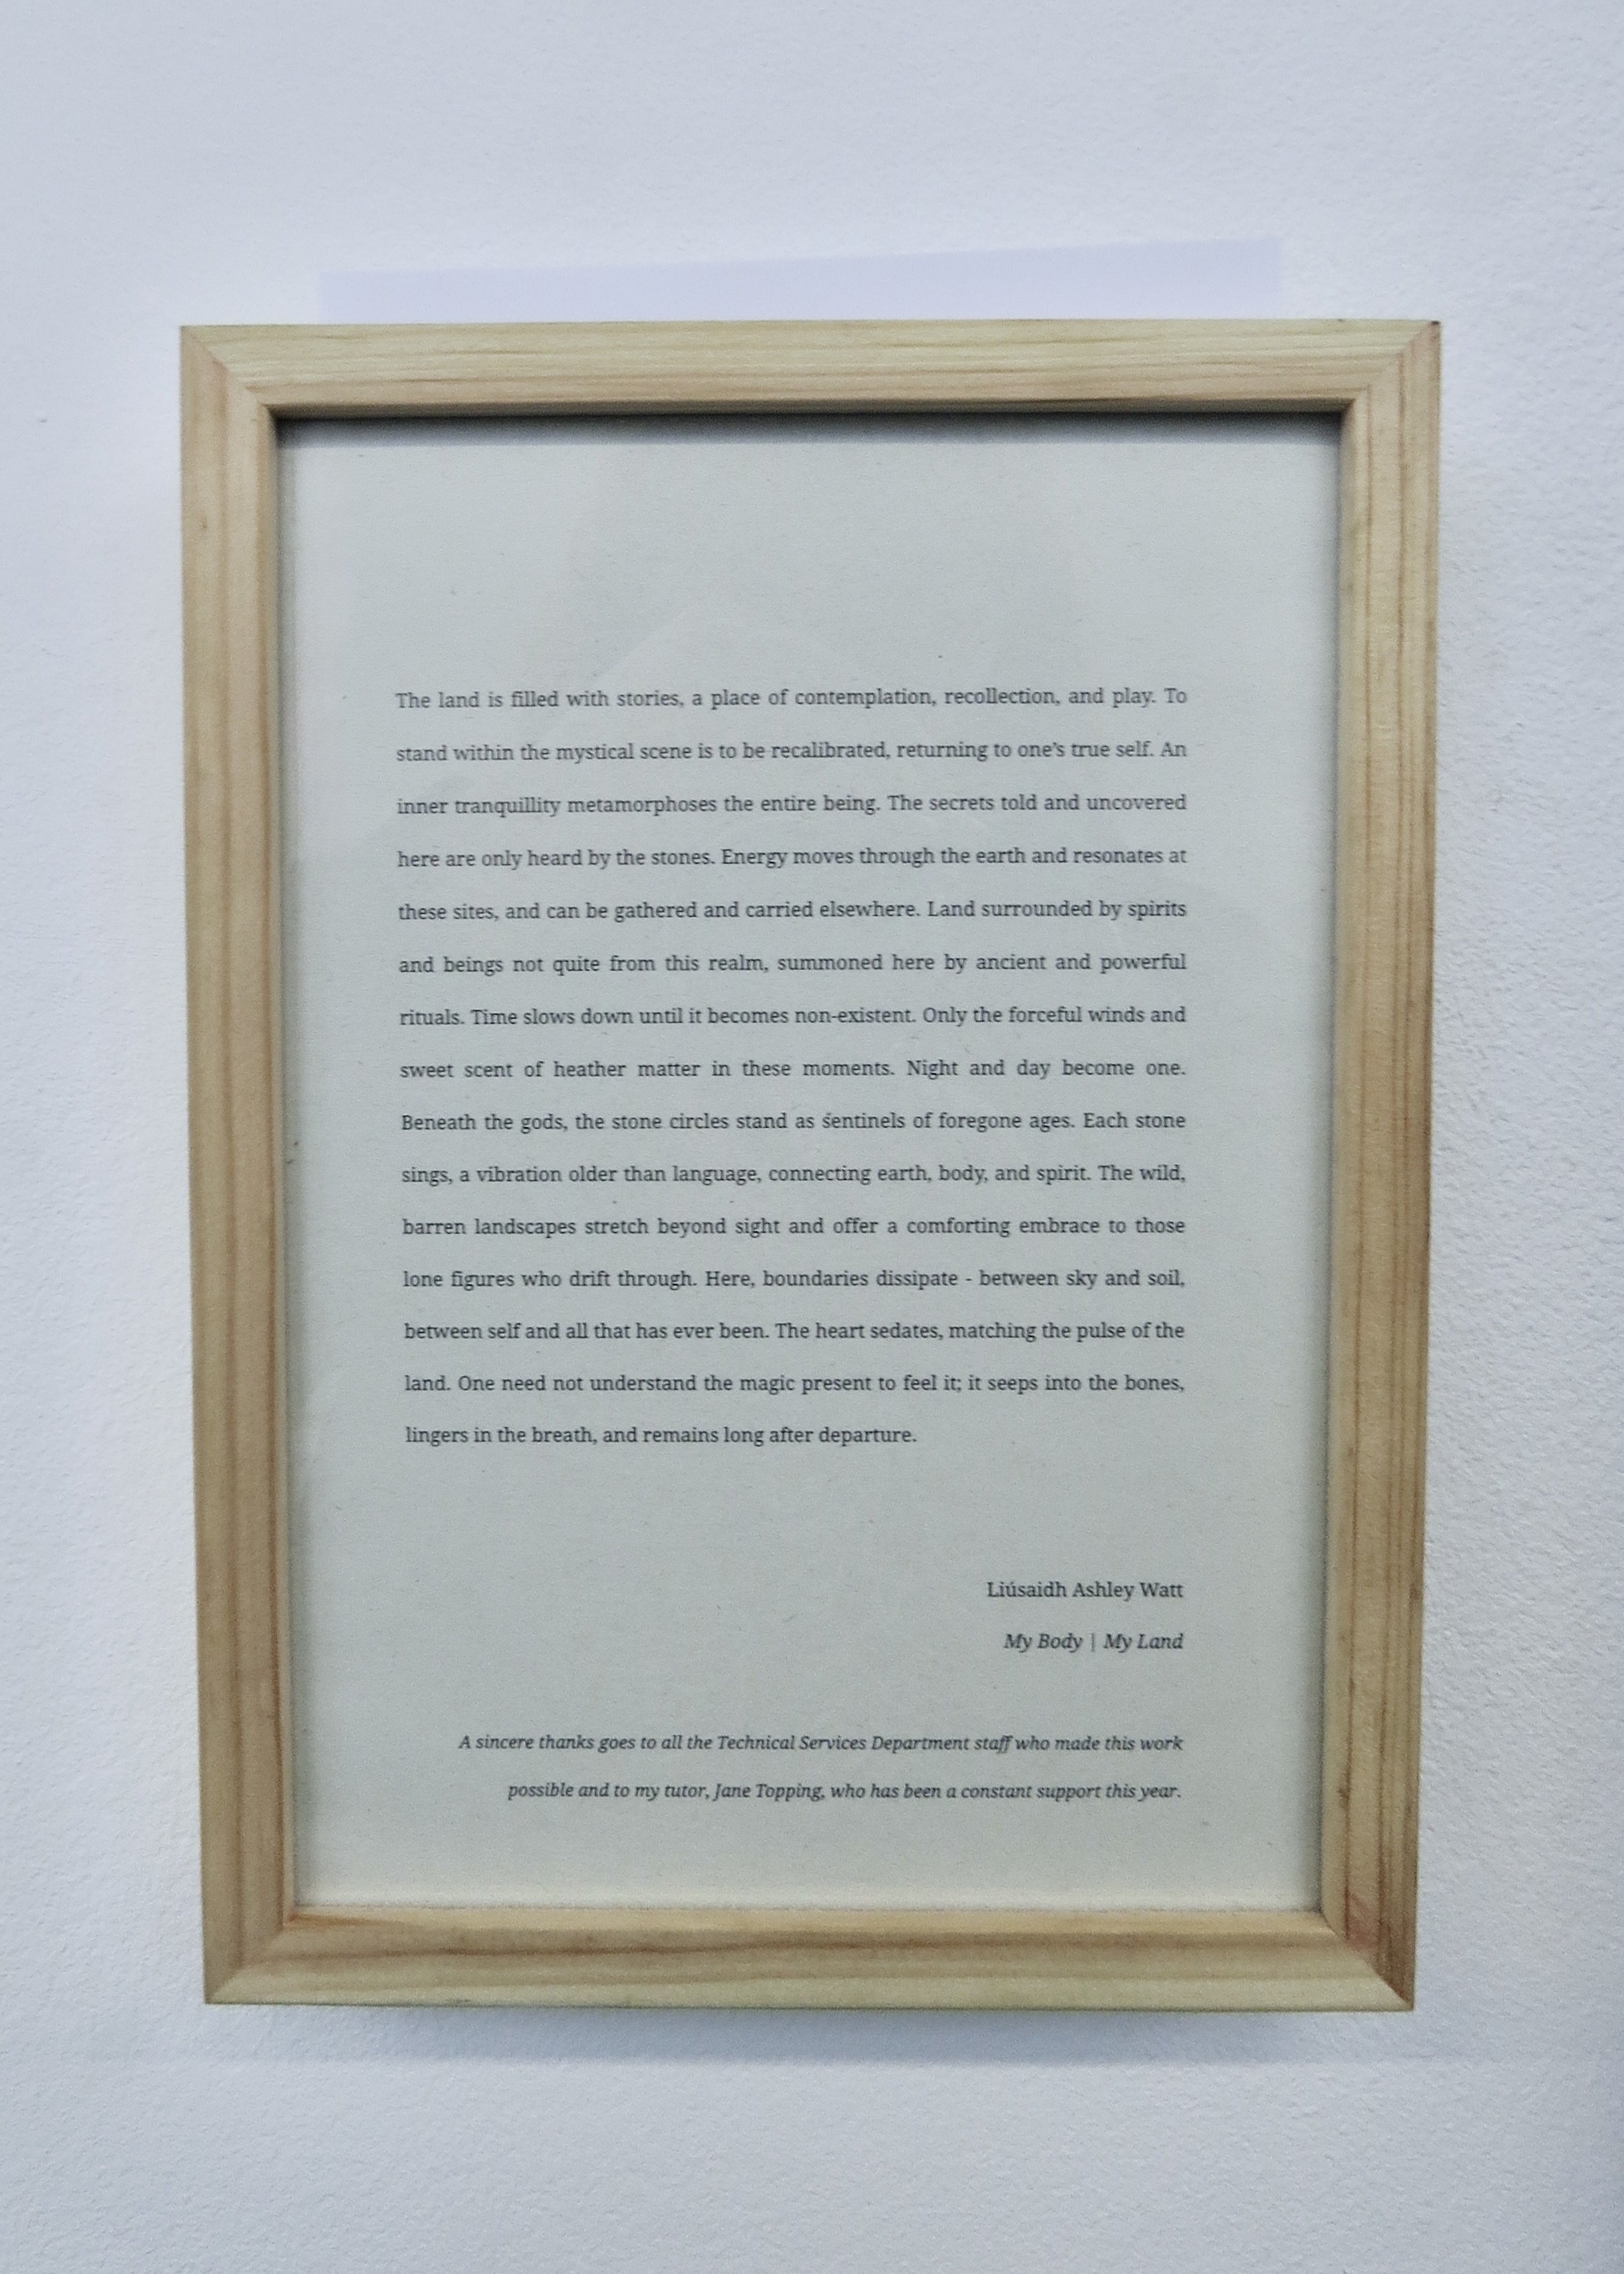 The land is filled with stories, a place of contemplation, recollection, and play. To
stand within the mystical scene is to be recalibrated, returning to one's true self. An
inner tranquillity metamorphoses the entire being. The secrets told and uncovered
here are only heard by the stones. Energy moves through the earth and resonates at
these sites, and can be gathered and carried elsewhere. Land surrounded by spirits
and beings not quite from this realm, summoned here by ancient and powerful
rituals. Time slows down until it becomes non-existent. Only the forceful winds and
sweet scent of heather matter in these moments. Night and day become one.
Beneath the gods, the stone circles stand as sentinels of foregone ages. Each stone
sings, a vibration older than language, connecting earth, body, and spirit. The wild,
barren landscapes stretch beyond sight and offer a comforting embrace to those
lone figures who drift through. Here, boundaries dissipate - between sky and soil,
between self and all that has ever been. The heart sedates, matching the pulse of the
land. One need not understand the magic present to feel it; it seeps into the bones,
lingers in the breath, and remains long after departure.
Liúsaidh Ashley Watt
My Body | My Land
A sincere thanks goes to all the Technical Services Department staff who made this work
possible and to my tutor, Jane Topping, who has been a constant support this year.